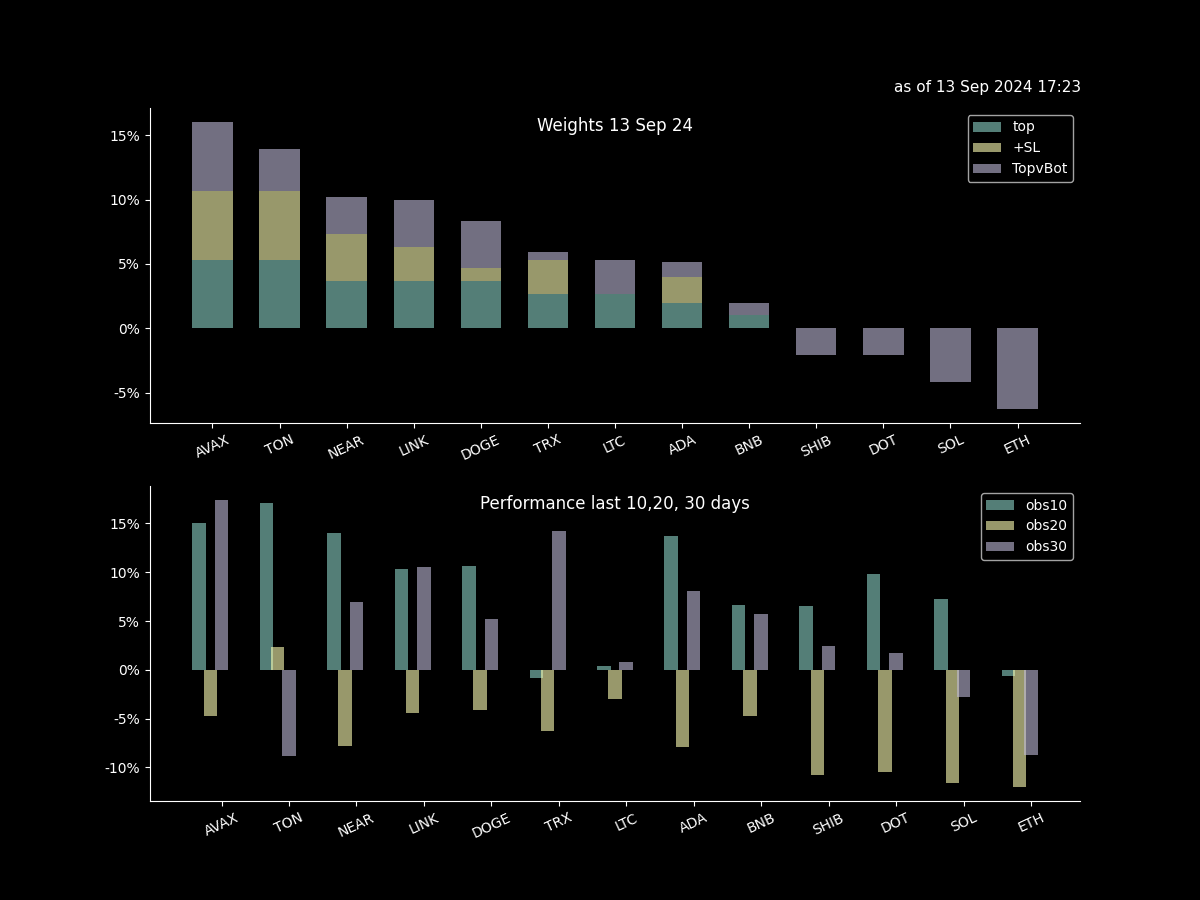 as of 13 Sep 2024 17:23
Weights 13 Sep 24
top
+SL
TopvBot
15%
10%
5%
0%
-5%
AVAX TON NEAR LINK DOGE TRX LTC ADA BNB SHIB DOT SOL ETH
Performance last 10,20, 30 days
obs10
obs20
obs30
15%
10%
5%
0%
-5%
-10%
AVAX TON NEAR LINK DOGE TRX LTC ADA BNB SHIB DOT SOL ETH